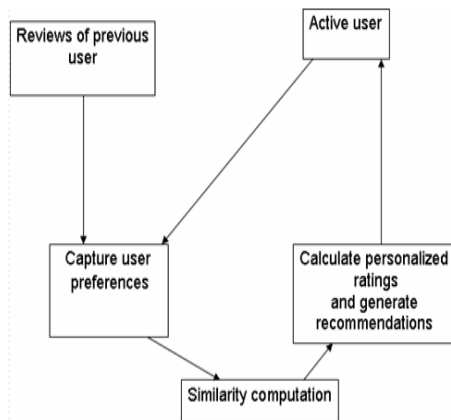 Reviews of previous
user
Active user
Capture user
preferences
Calculate personalized
ratings
and generate
recommendations
Similarity computation